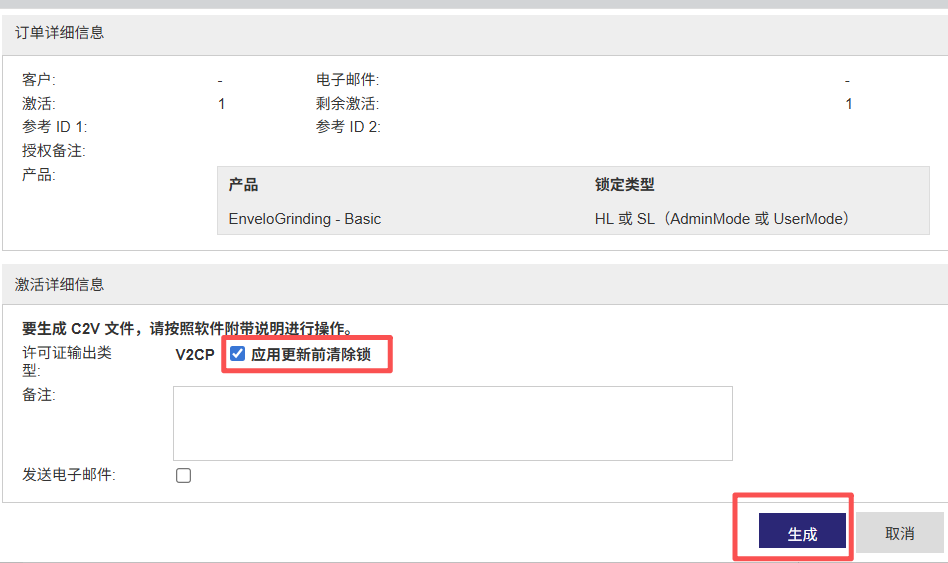 订单详细信息
客户: - 电子邮件: -
激活: 1 剩余激活: 1
参考 ID 1: 参考 ID 2:
授权备注:
产品:
产品 锁定类型
EnveloGrinding - Basic HL 或 SL（AdminMode 或 UserMode）
激活详细信息
要生成 C2V 文件，请按照软件附带说明进行操作。
许可证输出类型: V2CP 应用更新前清除锁
备注:
发送电子邮件:
生成 取消